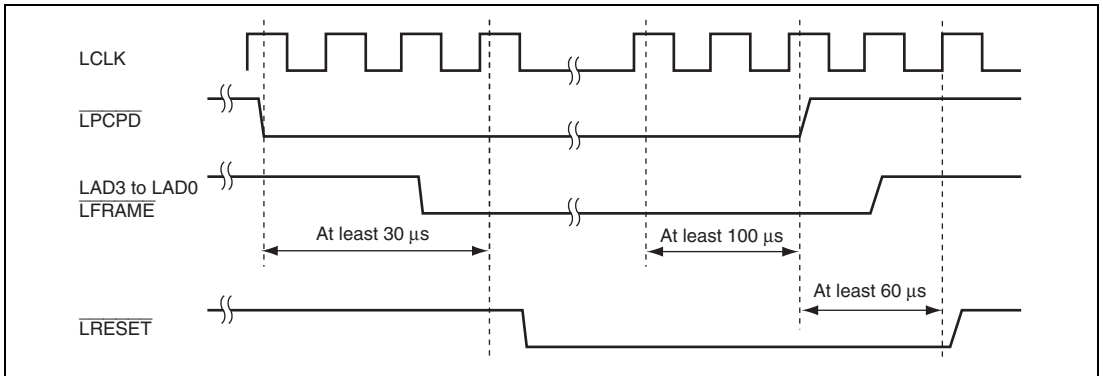 LCLK
LPCPD
LAD3 to LAD0
LFRAME
At least 30 μs
At least 100 μs
At least 60 μs
LRESET